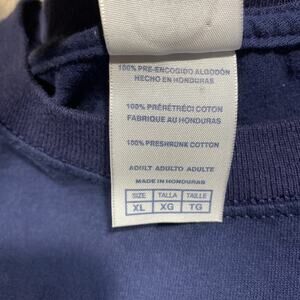 100% PRE-ENCOGIDO ALGODÓN
HECHO EN HONDURAS
100% PRÉRÉTRÉCI COTON
FABRIQUE AU HONDURAS
100% PRESHRUNK COTTON
ADULT ADULTO ADULTE
MADE IN HONDURAS
SIZE TALLA TAILLE
XL XG TG